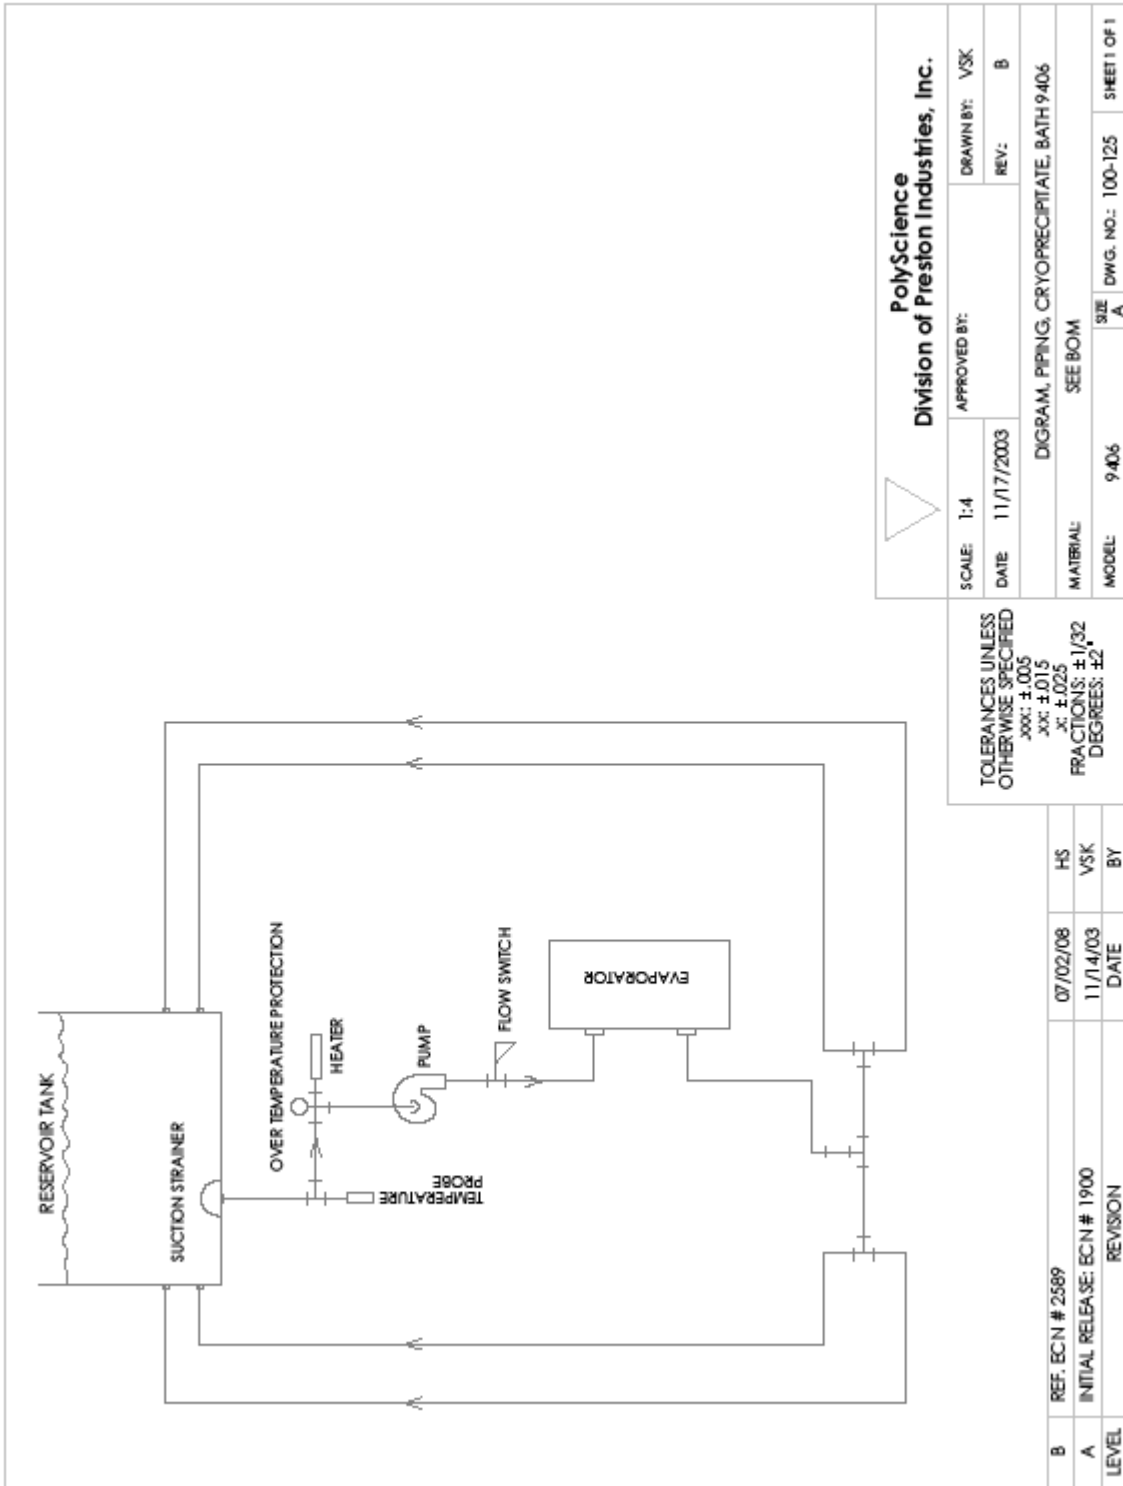 RESERVOIR TANK
SUCTION STRAINER
OVER TEMPERATURE PROTECTION
HEATER
TEMPERATURE
PROBE
PUMP
FLOW SWITCH
EVAPORATOR
PolyScience
Division of Preston Industries, Inc.
SCALE: 1:4
APPROVED BY:
DRAWN BY: VSK
DATE: 11/17/2003
REV.: B
DIGRAM, PIPING, CRYOPRECIPITATE, BATH 9406
MATERIAL: SEE BOM
MODEL: 9406
SIZE
A
DWG. NO.: 100-125
SHEET 1 OF 1
TOLERANCES UNLESS
OTHERWISE SPECIFIED
.xxx: ±.005
.xx: ±.015
.x: ±.025
FRACTIONS: ±1/32
DEGREES: ±2°
B REF. ECN # 2589 07/02/08 HS
A INITIAL RELEASE: ECN # 1900 11/14/03 VSK
LEVEL REVISION DATE BY